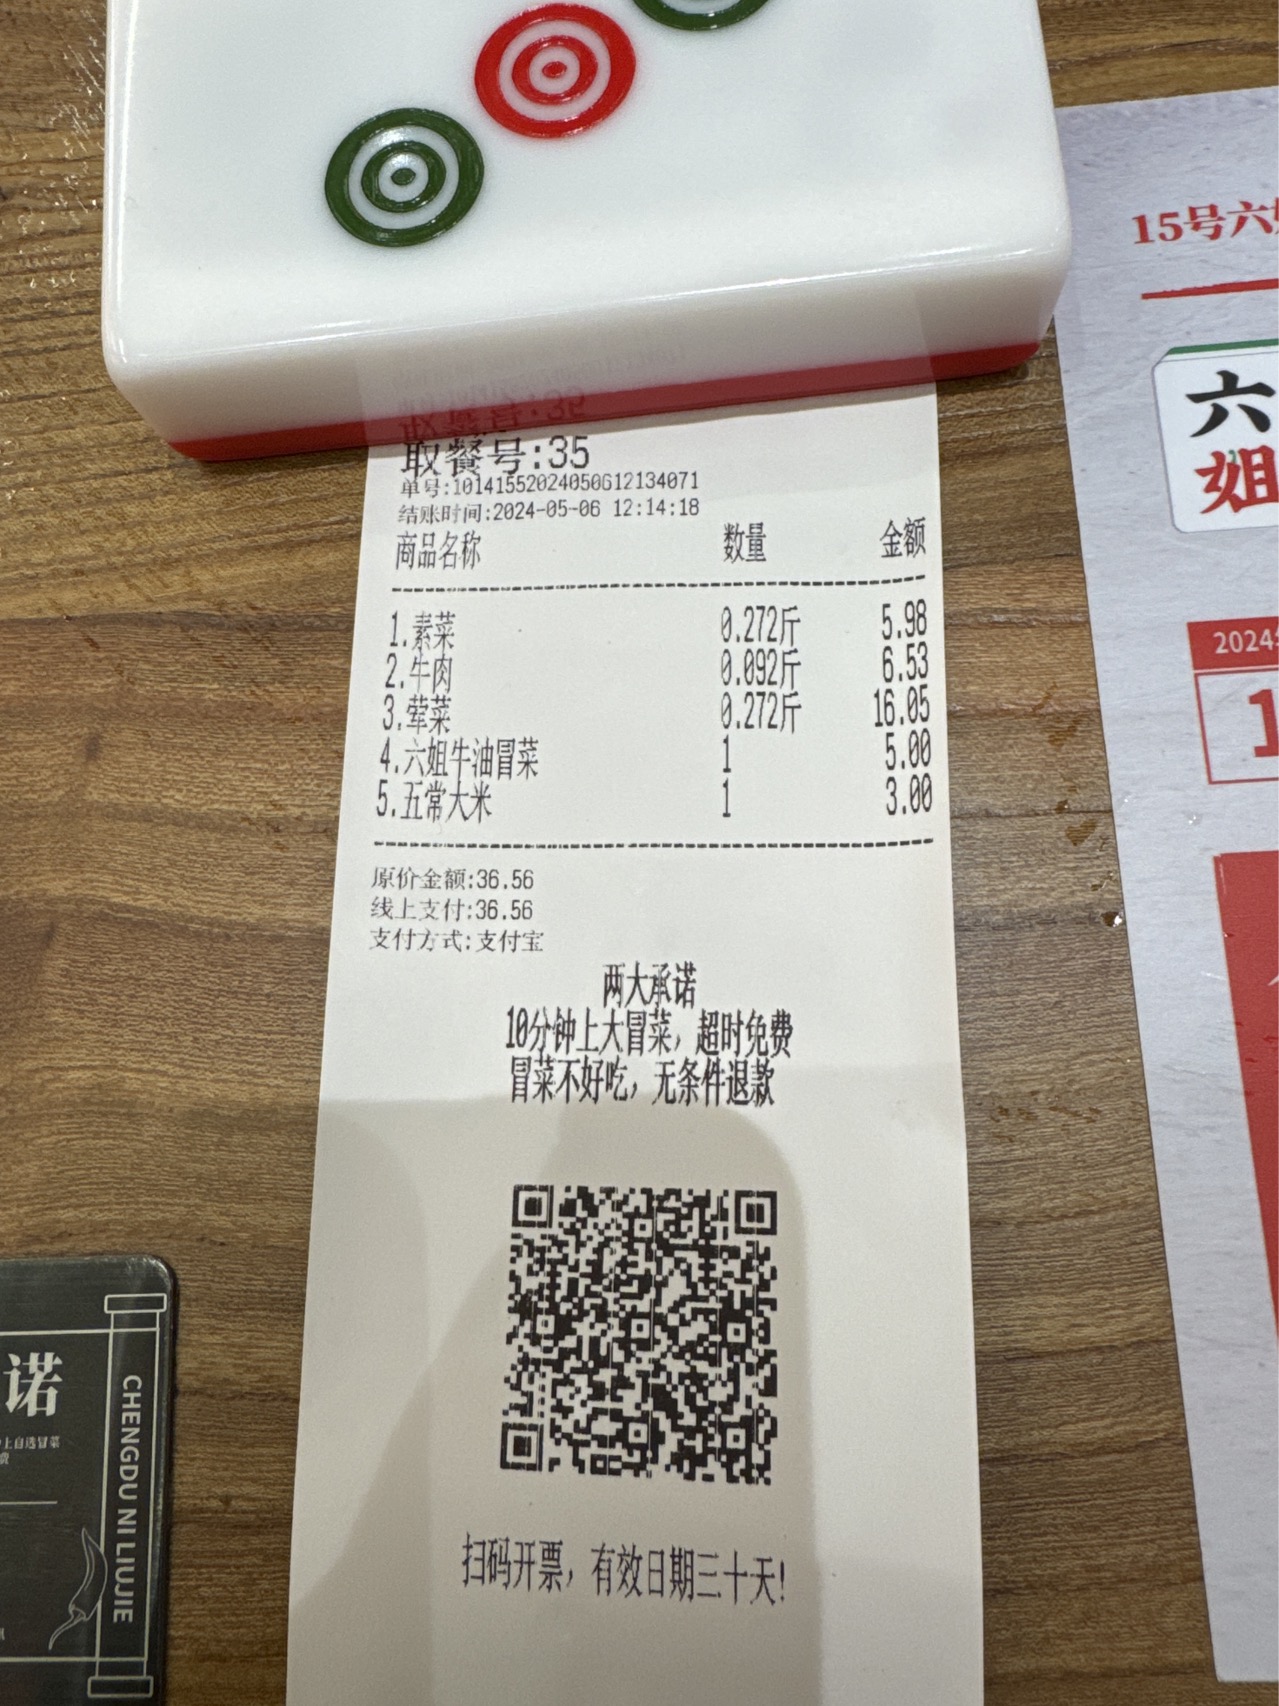 取餐号:35
单号:10141552024050612134071
结账时间:2024-05-06 12:14:18
商品名称 数量 金额
1.素菜 0.272斤 5.98
2.牛肉 0.092斤 6.53
3.荤菜 0.272斤 16.05
4.六姐牛油冒菜 1 5.00
5.五常大米 1 3.00
原价金额:36.56
线上支付:36.56
支付方式:支付宝
两大承诺
10分钟上大冒菜，超时免费
冒菜不好吃，无条件退款
扫码开票，有效日期三十天!
15号六
六
姐
2024
1
诺
上自选冒菜
CHENGDU NI LIUJIE